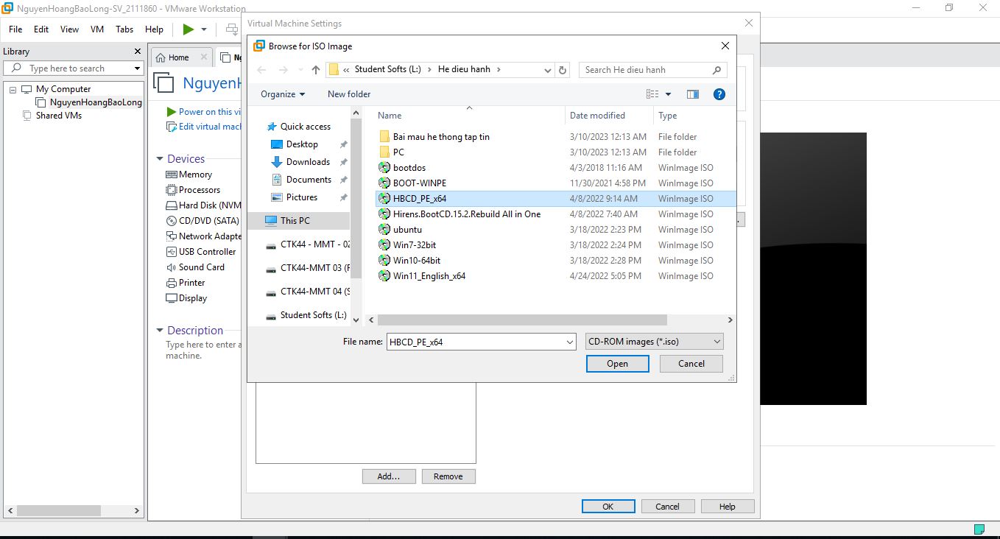 NguyenHoangBaoLong-SV_2111860 - VMware Workstation
File Edit View VM Tabs Help
Library
Type here to search
My Computer
NguyenHoangBaoLong
Shared VMs
Home
Ng
NguyenH
Power on this vi
Edit virtual mach
Devices
Memory
Processors
Hard Disk (NVM
CD/DVD (SATA)
Network Adapte
USB Controller
Sound Card
Printer
Display
Description
Type here to enter a
machine.
Virtual Machine Settings
Browse for ISO Image
« Student Softs (L:) › He dieu hanh ›
Search He dieu hanh
Organize New folder
Quick access
Desktop
Downloads
Documents
Pictures
This PC
CTK44 - MMT - 02
CTK44-MMT 03 (F
CTK44-MMT 04 (S
Student Softs (L:)
Name Date modified Type
Bai mau he thong tap tin 3/10/2023 12:13 AM File folder
PC 3/10/2023 12:13 AM File folder
bootdos 4/3/2018 11:16 AM WinImage ISO
BOOT-WINPE 11/30/2021 4:58 PM WinImage ISO
HBCD_PE_x64 4/8/2022 9:14 AM WinImage ISO
Hirens.BootCD.15.2.Rebuild All in One 4/8/2022 7:40 AM WinImage ISO
ubuntu 3/18/2022 2:23 PM WinImage ISO
Win7-32bit 3/18/2022 2:24 PM WinImage ISO
Win10-64bit 3/18/2022 2:28 PM WinImage ISO
Win11_English_x64 4/24/2022 5:05 PM WinImage ISO
File name: HBCD_PE_x64 CD-ROM images (*.iso)
Open Cancel
Add... Remove
OK Cancel Help